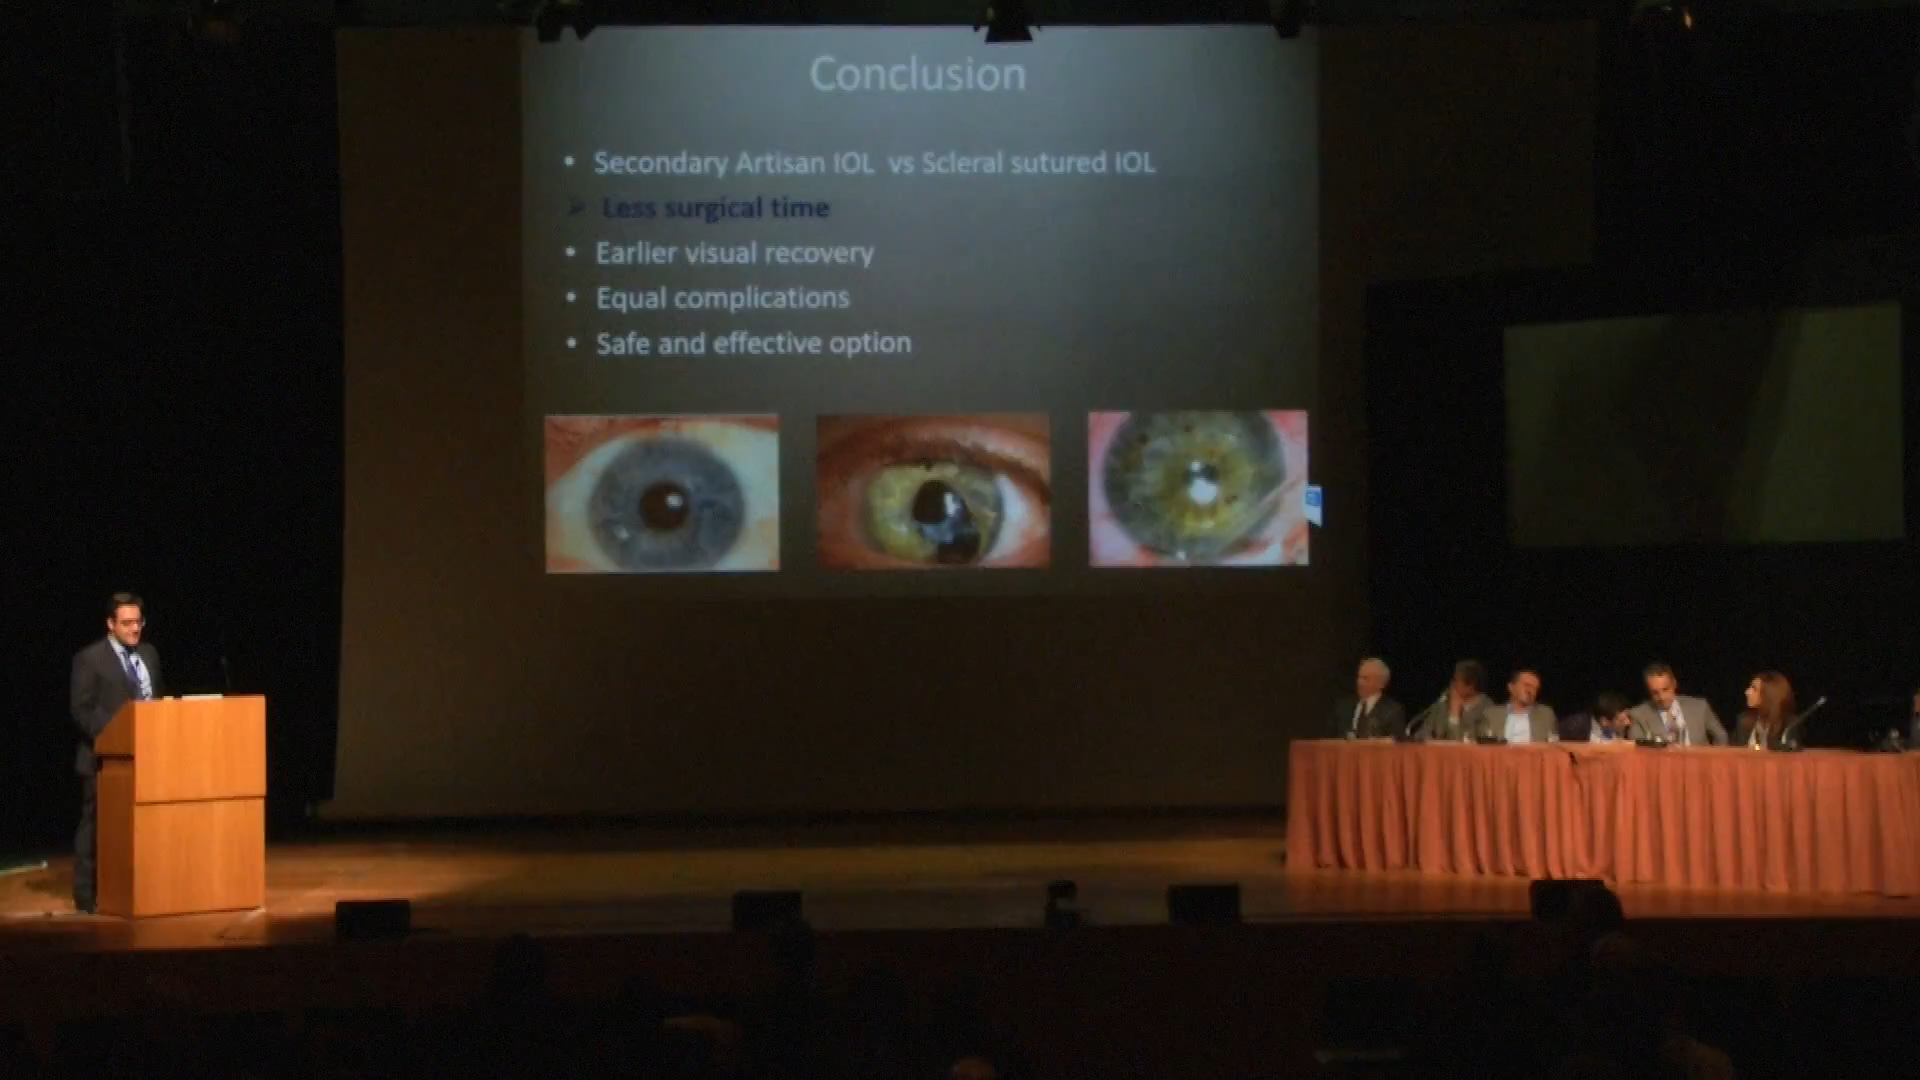 Conclusion
• Secondary Artisan IOL vs Scleral sutured IOL
➢ Less surgical time
• Earlier visual recovery
• Equal complications
• Safe and effective option